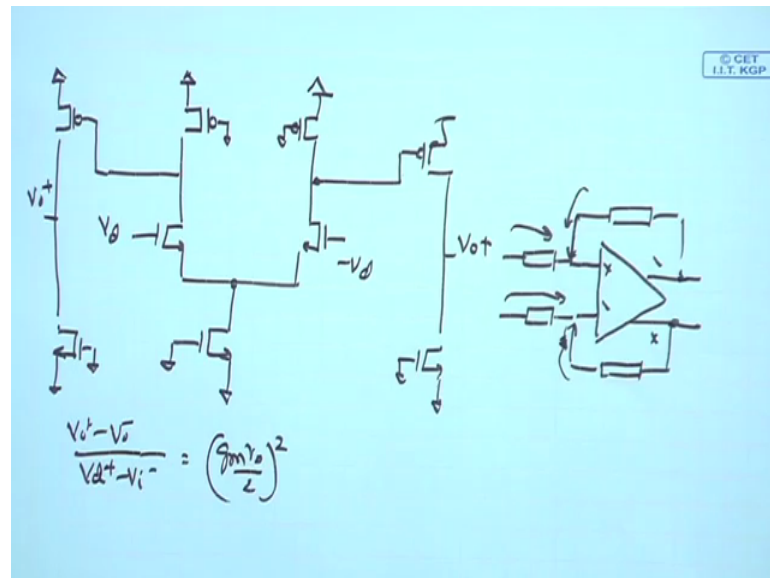 © CET
I.I.T. KGP
Vo+
Vd
-Vd
Vo+
x
-
-
x
Vo+ - Vo-
Vd+ - Vi-
= (gm ro / 2)²